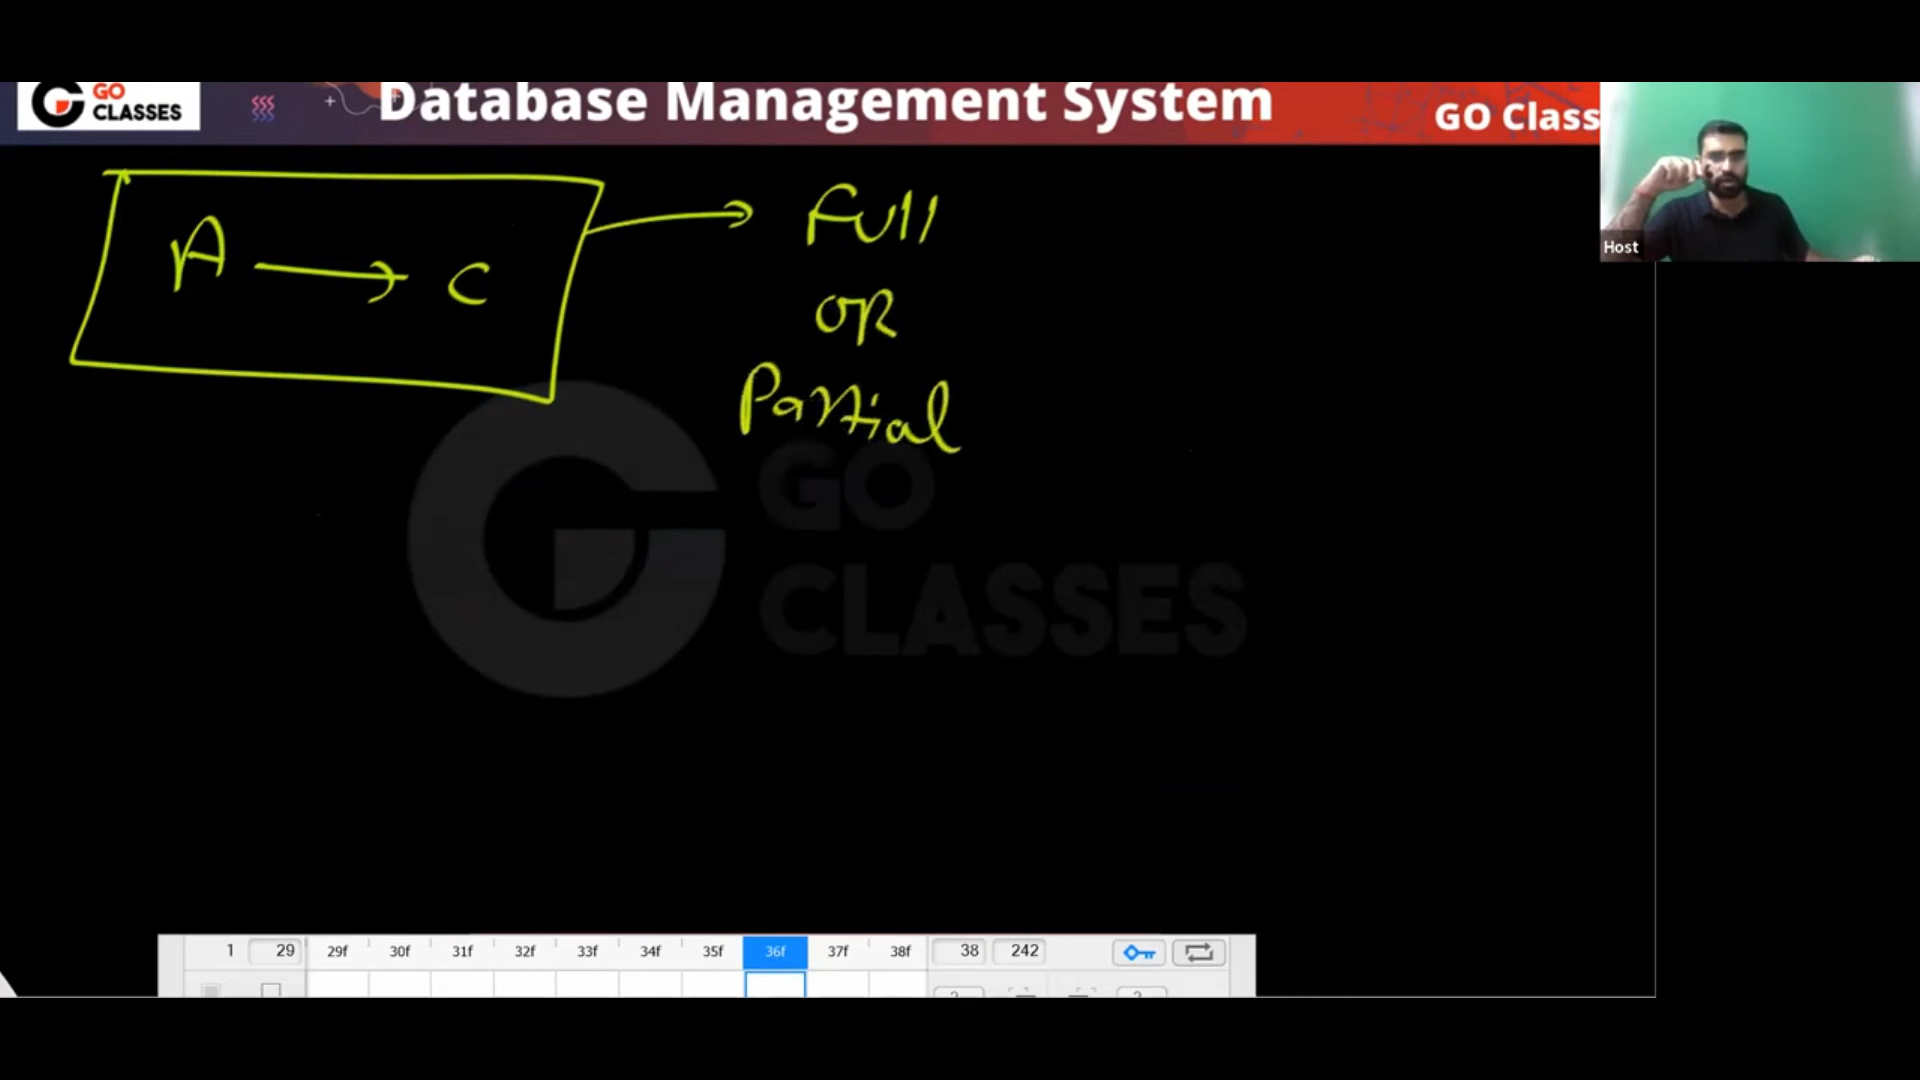 GO
CLASSES
Database Management System
GO Class
Host
A → C
Full
OR
Partial
GO
CLASSES
1 29 29f 30f 31f 32f 33f 34f 35f 36f 37f 38f 38 242